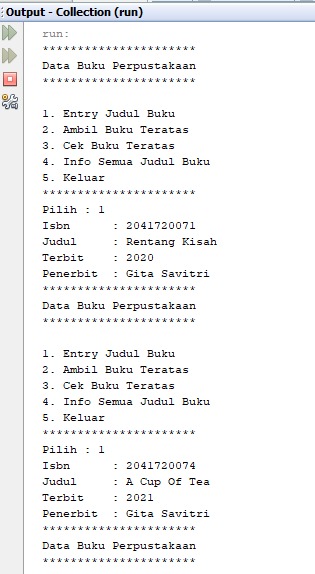 Output - Collection (run)
run:
**********************
Data Buku Perpustakaan
**********************
1. Entry Judul Buku
2. Ambil Buku Teratas
3. Cek Buku Teratas
4. Info Semua Judul Buku
5. Keluar
**********************
Pilih : 1
Isbn : 2041720071
Judul : Rentang Kisah
Terbit : 2020
Penerbit : Gita Savitri
**********************
Data Buku Perpustakaan
**********************
1. Entry Judul Buku
2. Ambil Buku Teratas
3. Cek Buku Teratas
4. Info Semua Judul Buku
5. Keluar
**********************
Pilih : 1
Isbn : 2041720074
Judul : A Cup Of Tea
Terbit : 2021
Penerbit : Gita Savitri
**********************
Data Buku Perpustakaan
**********************